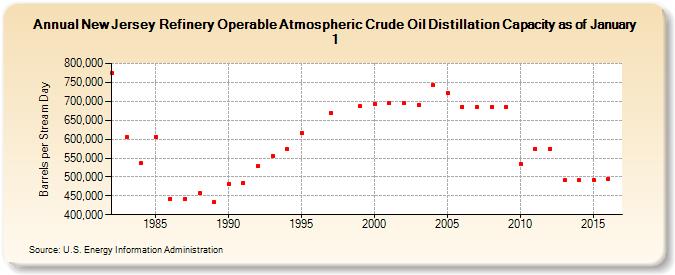 Annual New Jersey Refinery Operable Atmospheric Crude Oil Distillation Capacity as of January
1
Barrels per Stream Day
800,000
750,000
700,000
650,000
600,000
550,000
500,000
450,000
400,000
1985 1990 1995 2000 2005 2010 2015
Source: U.S. Energy Information Administration